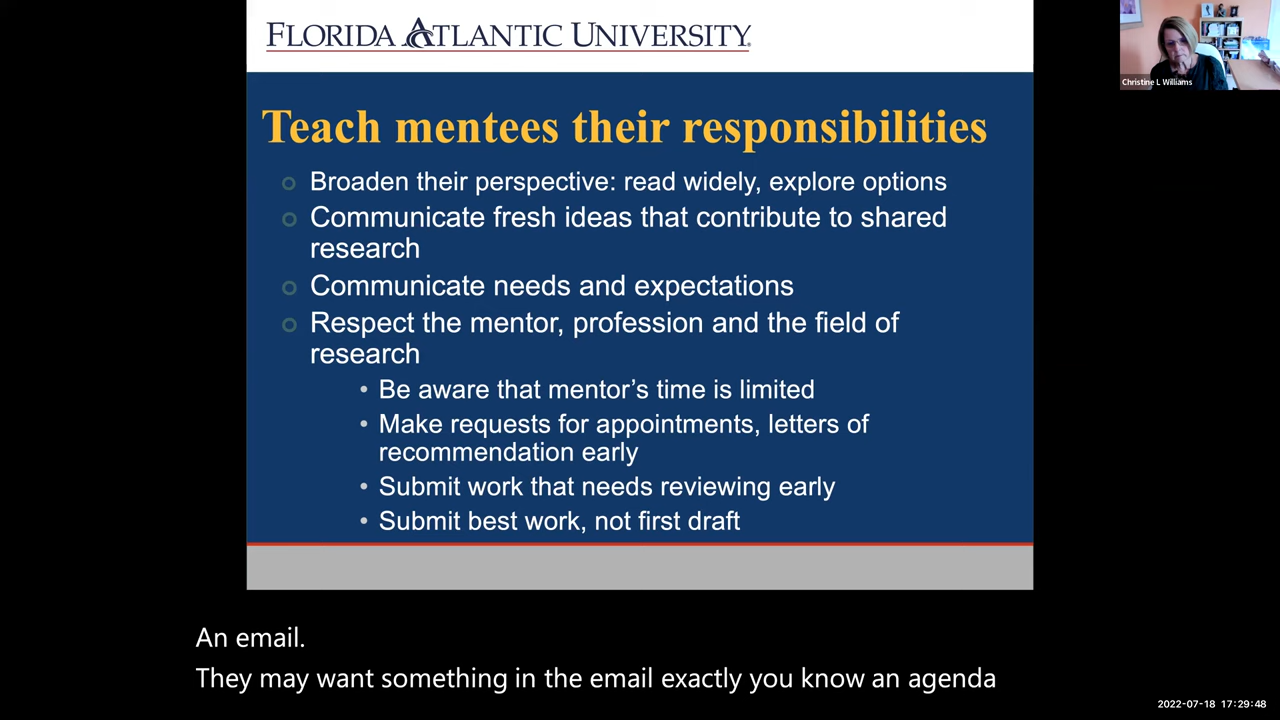 FLORIDA ATLANTIC UNIVERSITY
Christine L Williams
Teach mentees their responsibilities
Broaden their perspective: read widely, explore options
Communicate fresh ideas that contribute to shared
research
Communicate needs and expectations
Respect the mentor, profession and the field of
research
• Be aware that mentor’s time is limited
• Make requests for appointments, letters of
recommendation early
• Submit work that needs reviewing early
• Submit best work, not first draft
An email.
They may want something in the email exactly you know an agenda
2022-07-18 17:29:48